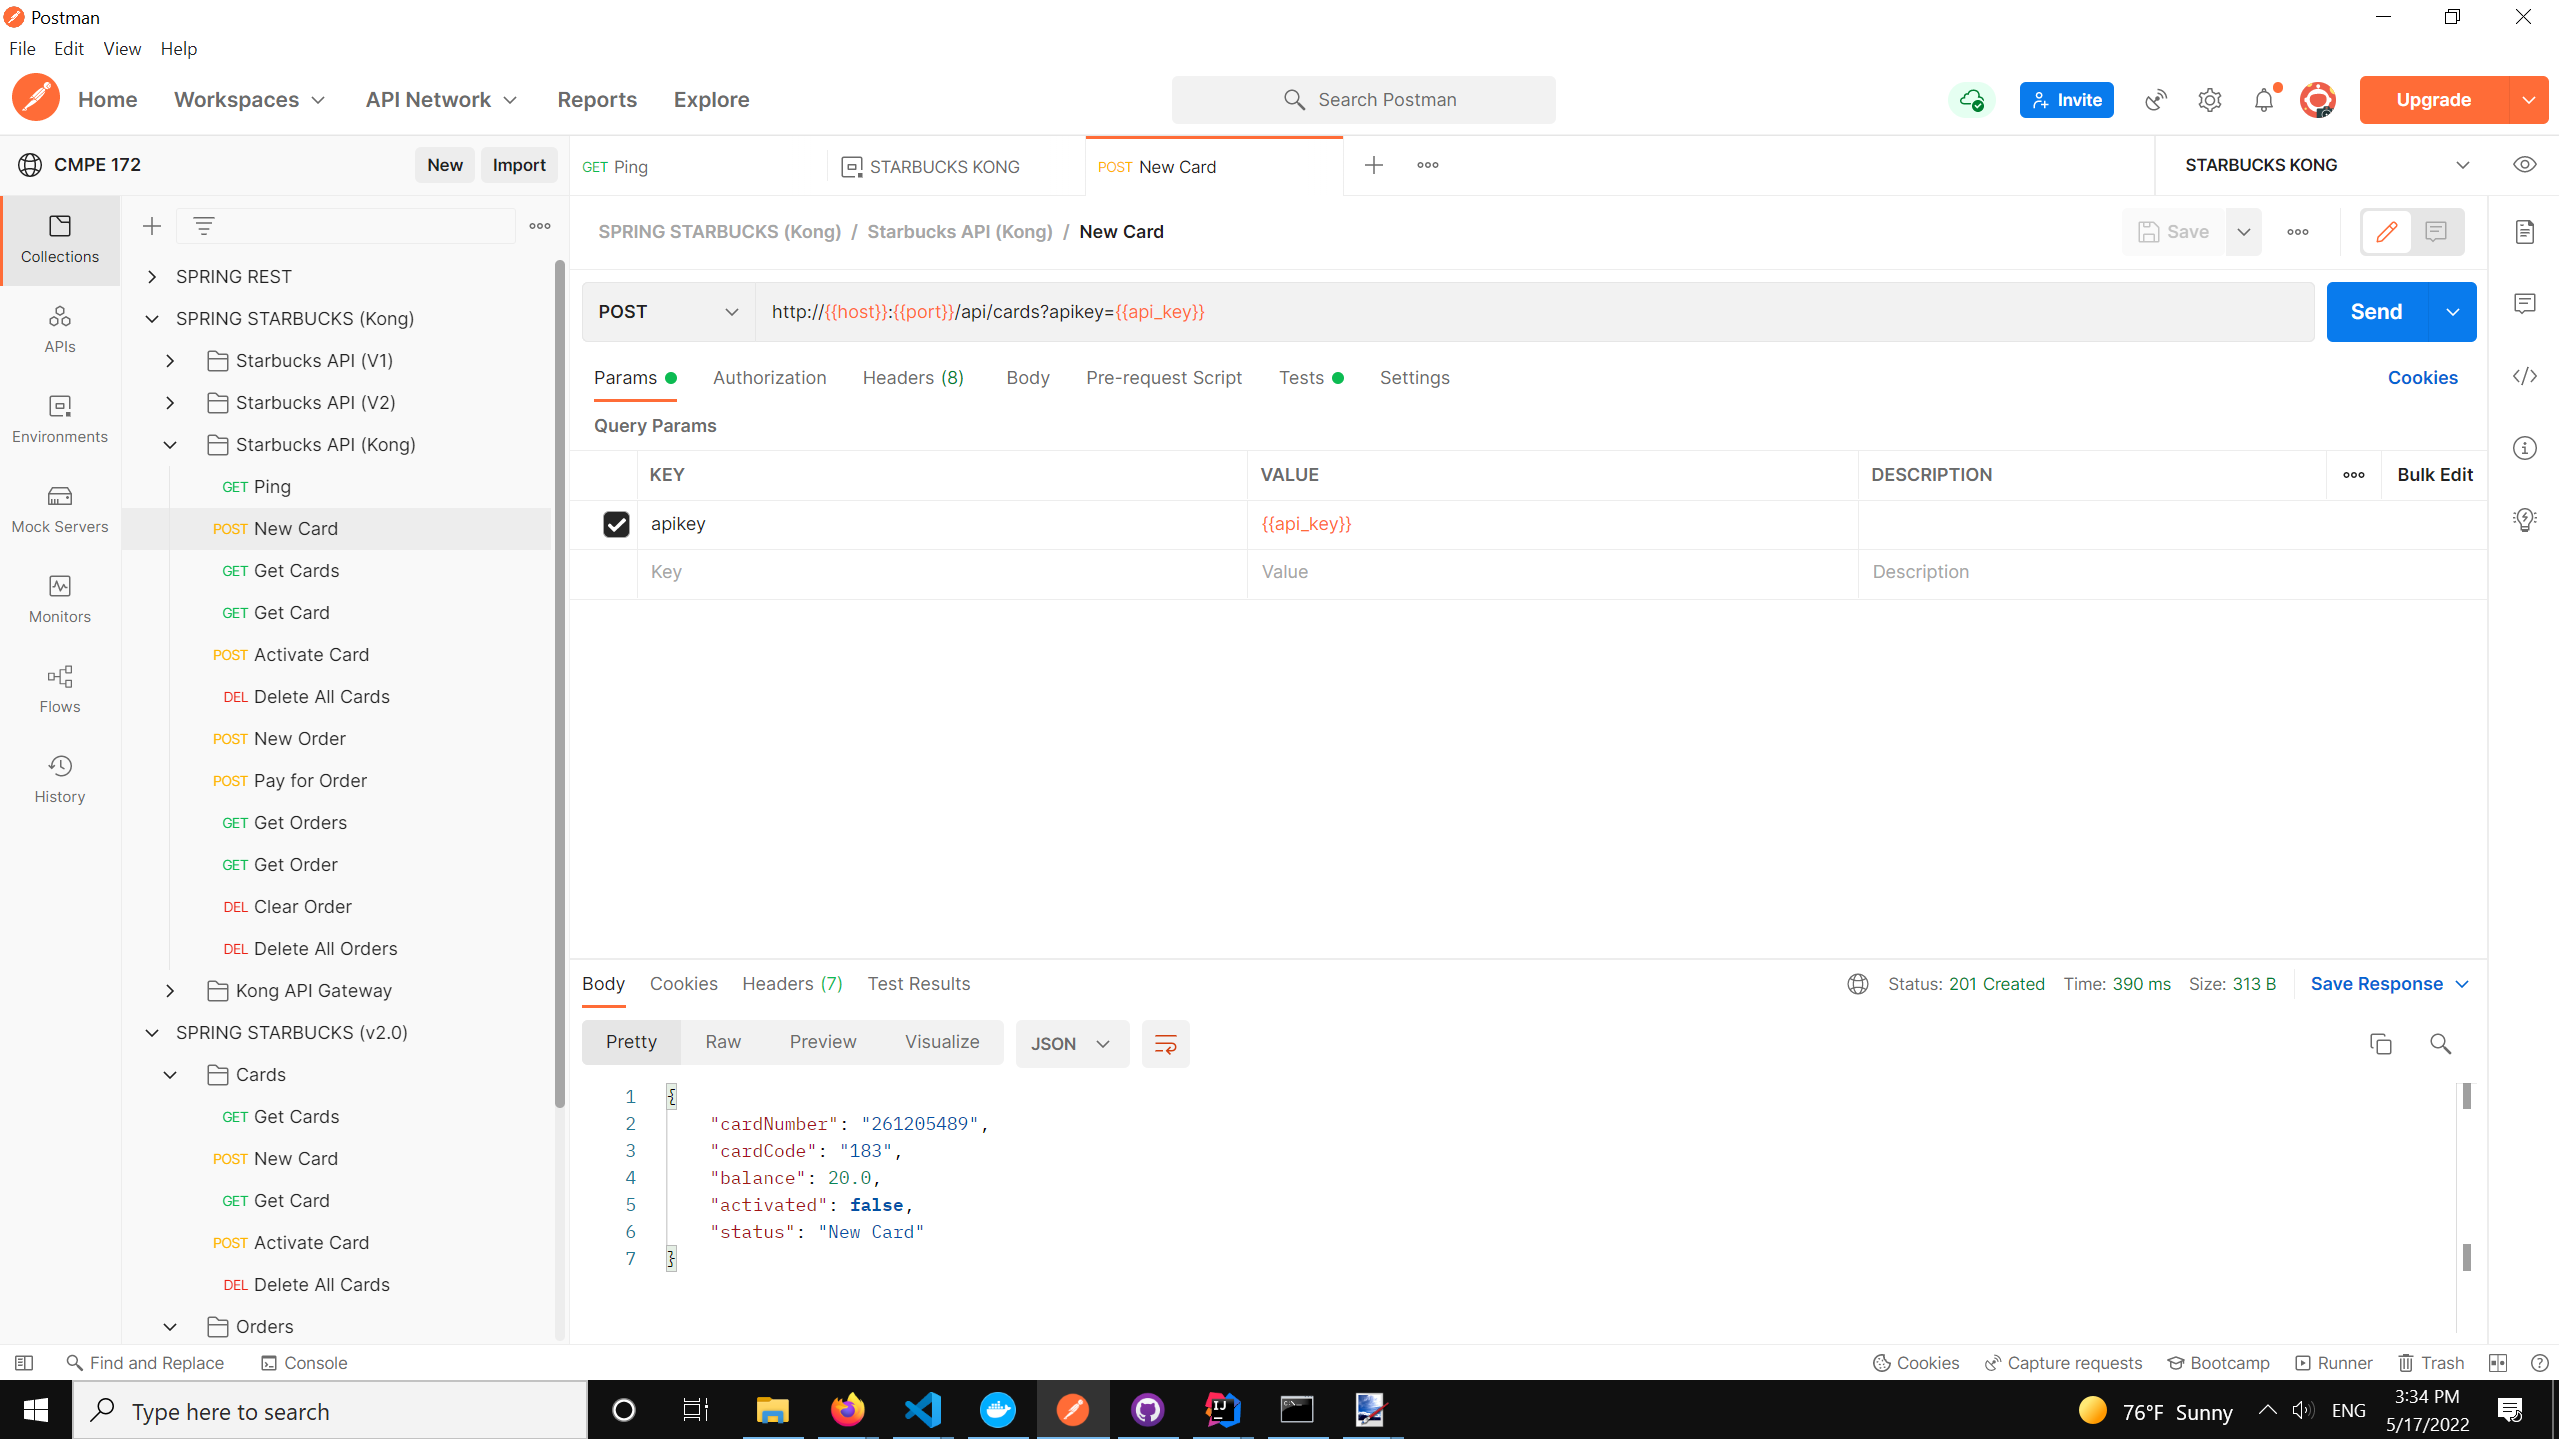 Postman
File Edit View Help
Home Workspaces API Network Reports Explore Search Postman Invite Upgrade
CMPE 172 New Import GET Ping STARBUCKS KONG POST New Card STARBUCKS KONG
Collections
APIs
Environments
Mock Servers
Monitors
Flows
History
SPRING REST
SPRING STARBUCKS (Kong)
Starbucks API (V1)
Starbucks API (V2)
Starbucks API (Kong)
GET Ping
POST New Card
GET Get Cards
GET Get Card
POST Activate Card
DEL Delete All Cards
POST New Order
POST Pay for Order
GET Get Orders
GET Get Order
DEL Clear Order
DEL Delete All Orders
Kong API Gateway
SPRING STARBUCKS (v2.0)
Cards
GET Get Cards
POST New Card
GET Get Card
POST Activate Card
DEL Delete All Cards
Orders
SPRING STARBUCKS (Kong) / Starbucks API (Kong) / New Card Save
POST http://{{host}}:{{port}}/api/cards?apikey={{api_key}} Send
Params Authorization Headers (8) Body Pre-request Script Tests Settings Cookies
Query Params
KEY VALUE DESCRIPTION Bulk Edit
apikey {{api_key}}
Key Value Description
Body Cookies Headers (7) Test Results Status: 201 Created Time: 390 ms Size: 313 B Save Response
Pretty Raw Preview Visualize JSON
1 {
2 "cardNumber": "261205489",
3 "cardCode": "183",
4 "balance": 20.0,
5 "activated": false,
6 "status": "New Card"
7 }
Find and Replace Console Cookies Capture requests Bootcamp Runner Trash
Type here to search 76°F Sunny ENG 3:34 PM
5/17/2022